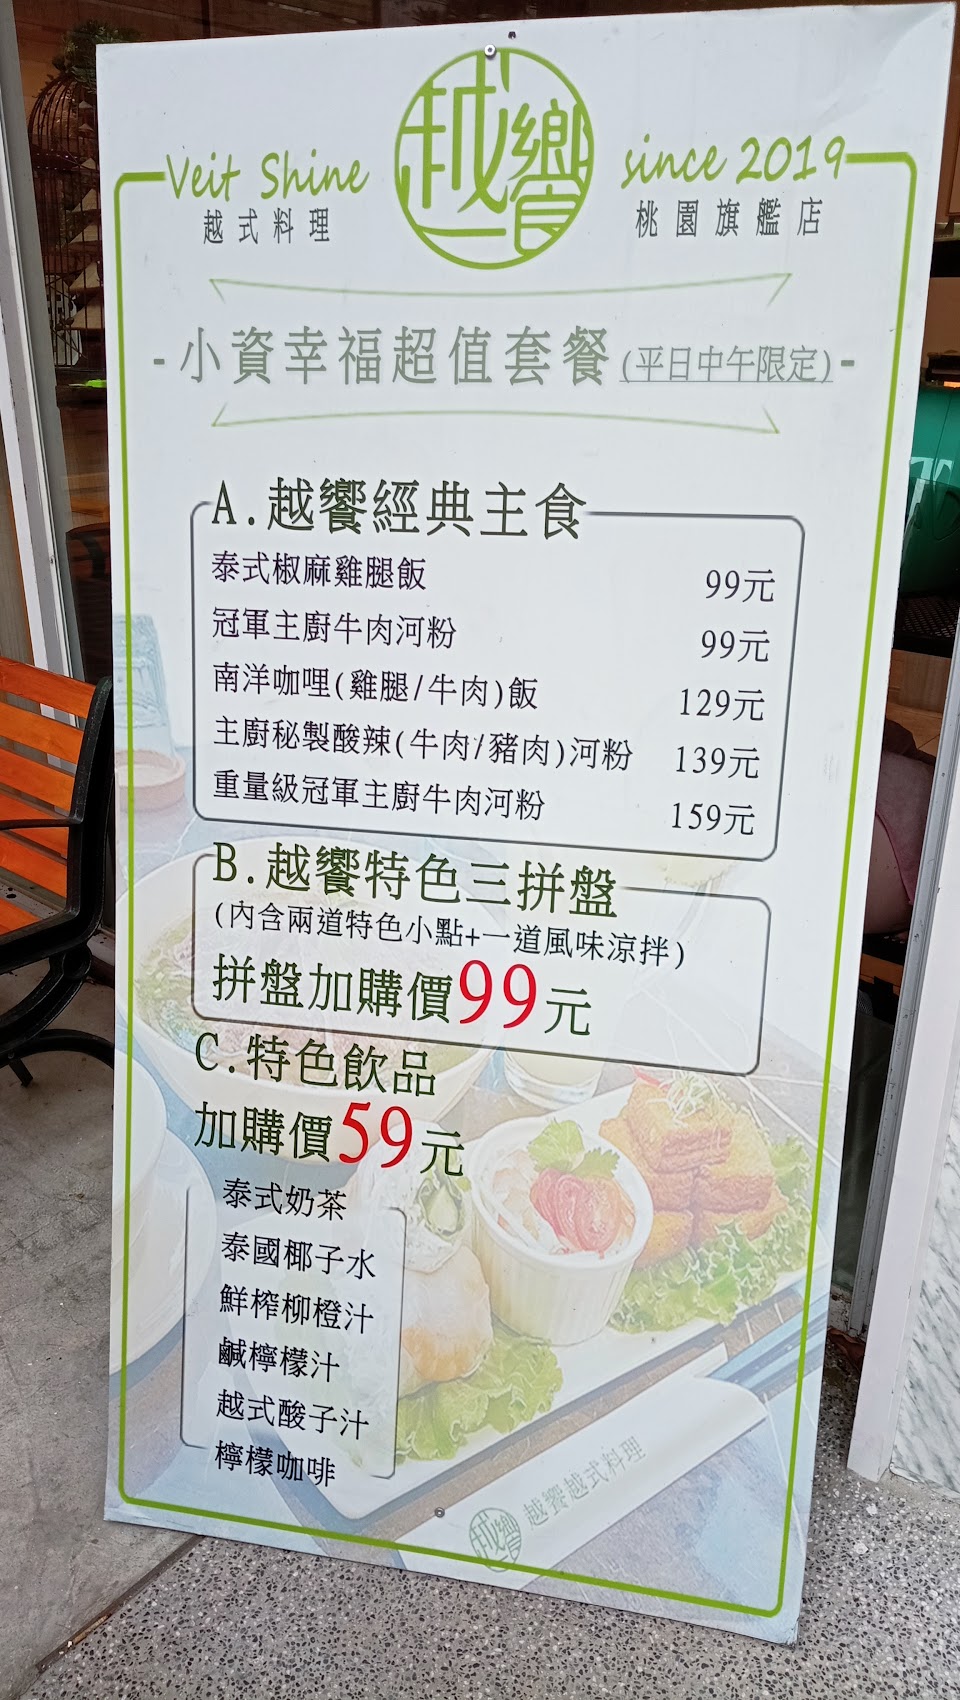 Veit Shine
越式料理
越饗
since 2019
桃園旗艦店
-小資幸福超值套餐(平日中午限定)-
A.越饗經典主食
泰式椒麻雞腿飯 99元
冠軍主廚牛肉河粉 99元
南洋咖哩(雞腿/牛肉)飯 129元
主廚秘製酸辣(牛肉/豬肉)河粉 139元
重量級冠軍主廚牛肉河粉 159元
B.越饗特色三拼盤
(內含兩道特色小點+一道風味涼拌)
拼盤加購價99元
C.特色飲品
加購價59元
泰式奶茶
泰國椰子水
鮮榨柳橙汁
鹹檸檬汁
越式酸子汁
檸檬咖啡
越饗
越饗越式料理